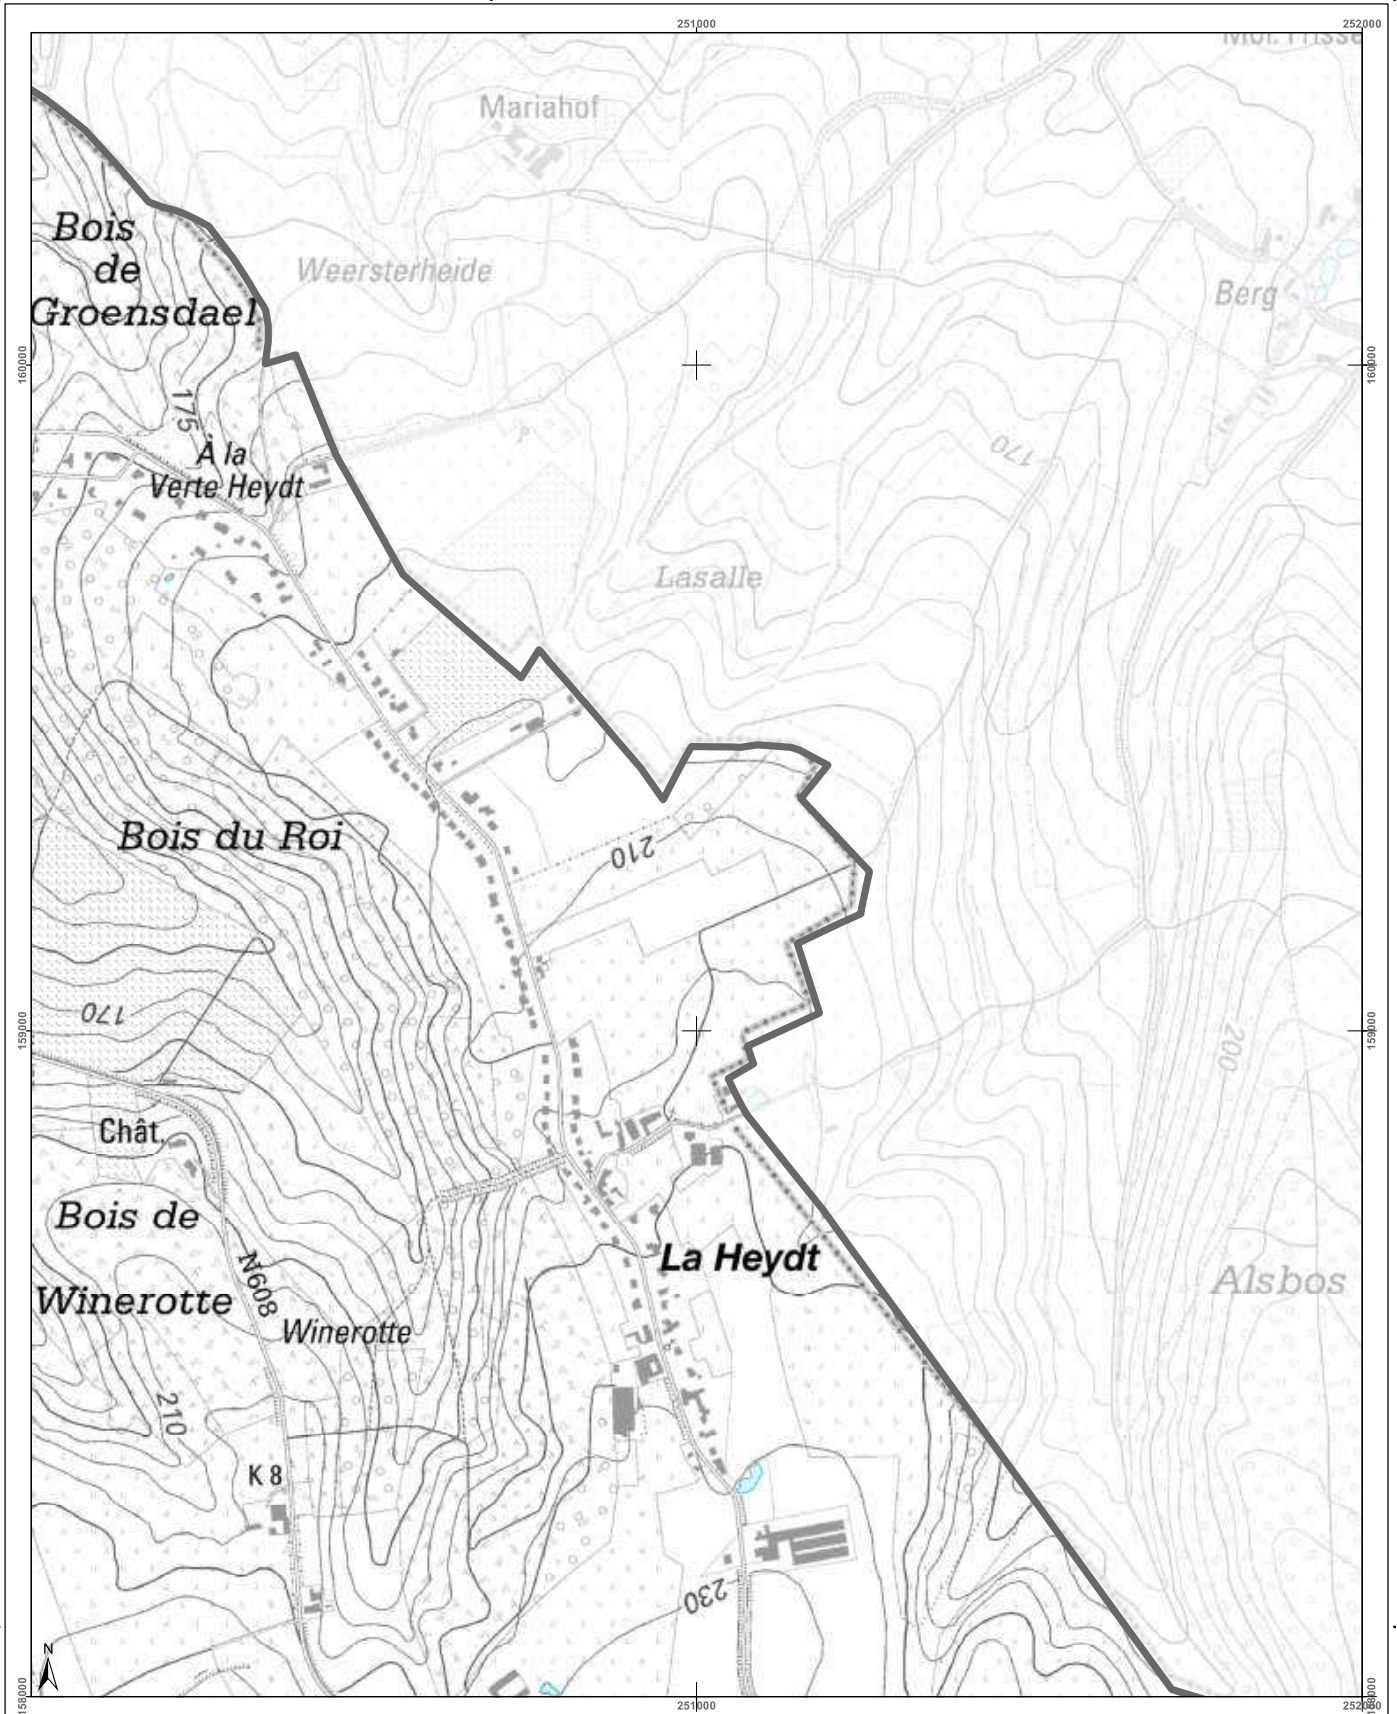 251000
252000
Mol. Frisse
Mariahof
Bois
de
Groensdael
Weersterheide
Berg
160000
160000
175
À la
Verte Heydt
170
Lasalle
Bois du Roi
210
170
159000
159000
200
Chât.
Bois de
Winerotte
N608
La Heydt
Alsbos
Winerotte
210
K 8
230
N
158000
251000
252000